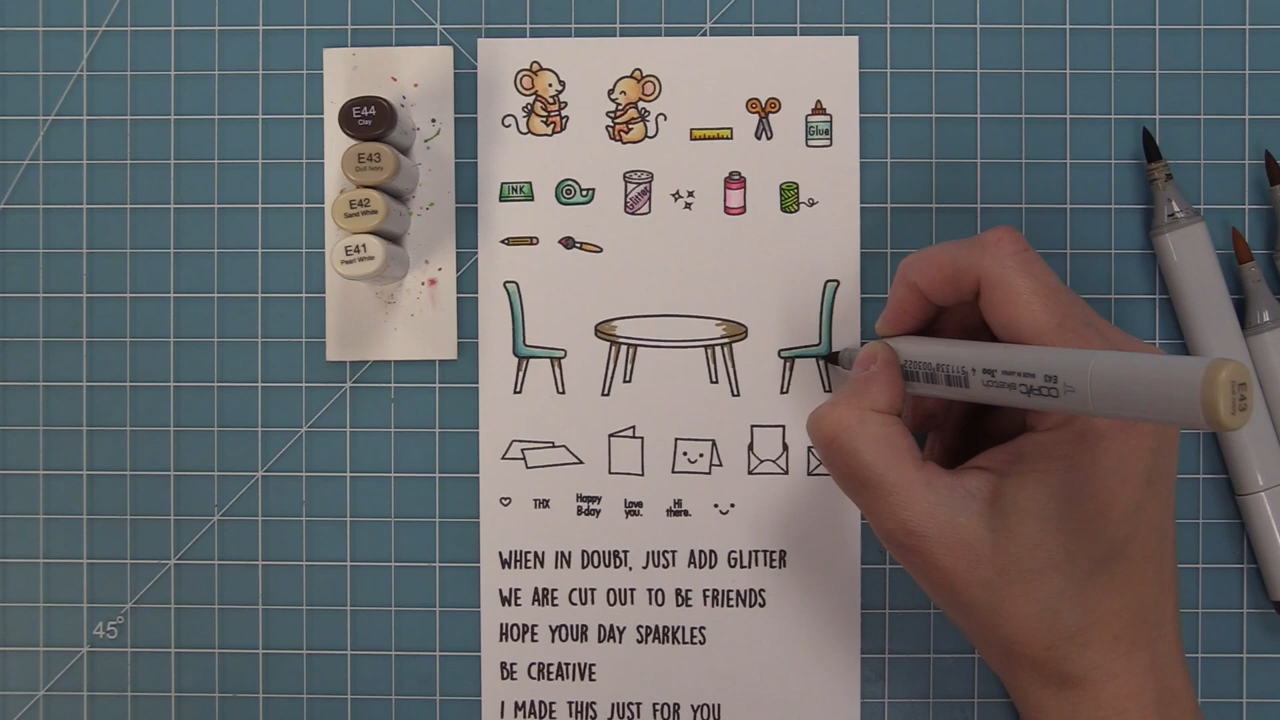 E44
Clay
E43
Dull Ivory
E42
Sand White
E41
Pearl White
Glue
INK
Glitter
COPIC sketch
E43
THX
Happy
B-day
Love
you.
Hi
there.
WHEN IN DOUBT, JUST ADD GLITTER
WE ARE CUT OUT TO BE FRIENDS
HOPE YOUR DAY SPARKLES
BE CREATIVE
I MADE THIS JUST FOR YOU
45°